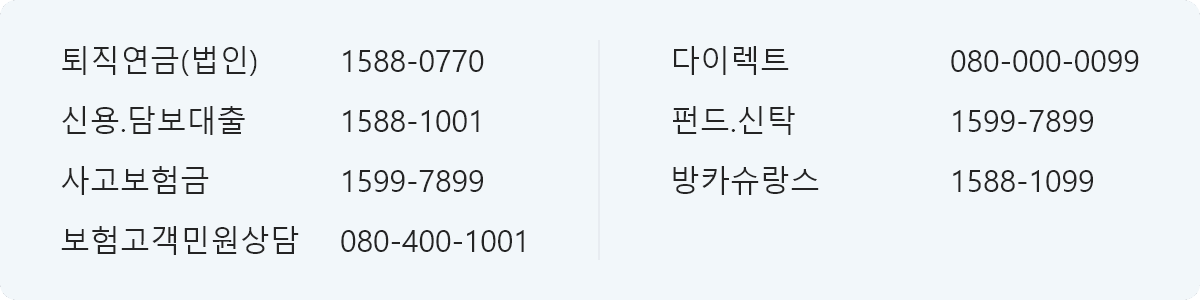 퇴직연금(법인) 1588-0770
신용.담보대출 1588-1001
사고보험금 1599-7899
보험고객민원상담 080-400-1001
다이렉트 080-000-0099
펀드.신탁 1599-7899
방카슈랑스 1588-1099